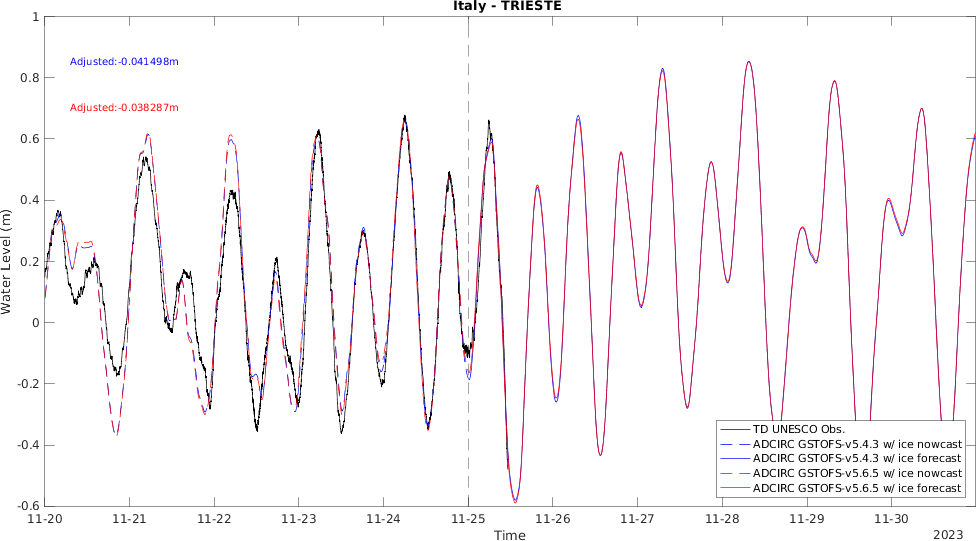 Italy - TRIESTE
Adjusted:-0.041498m
Adjusted:-0.038287m
Water Level (m)
1
0.8
0.6
0.4
0.2
0
-0.2
-0.4
-0.6
TD UNESCO Obs.
ADCIRC GSTOFS-v5.4.3 w/ ice nowcast
ADCIRC GSTOFS-v5.4.3 w/ ice forecast
ADCIRC GSTOFS-v5.6.5 w/ ice nowcast
ADCIRC GSTOFS-v5.6.5 w/ ice forecast
11-20 11-21 11-22 11-23 11-24 11-25 11-26 11-27 11-28 11-29 11-30
Time
2023